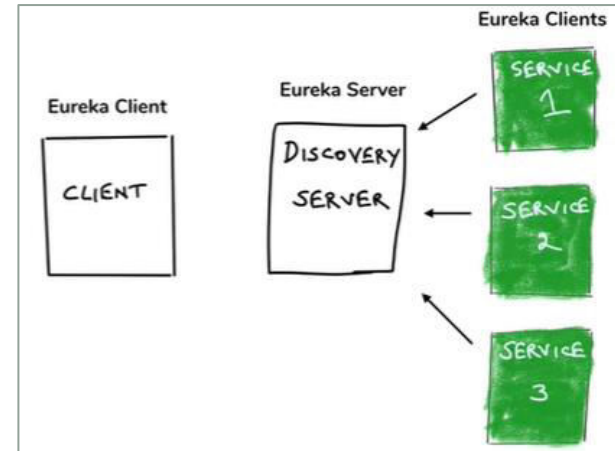 Eureka Clients
Eureka Client
Eureka Server
CLIENT
DISCOVERY
SERVER
SERVICE
1
SERVICE
2
SERVICE
3